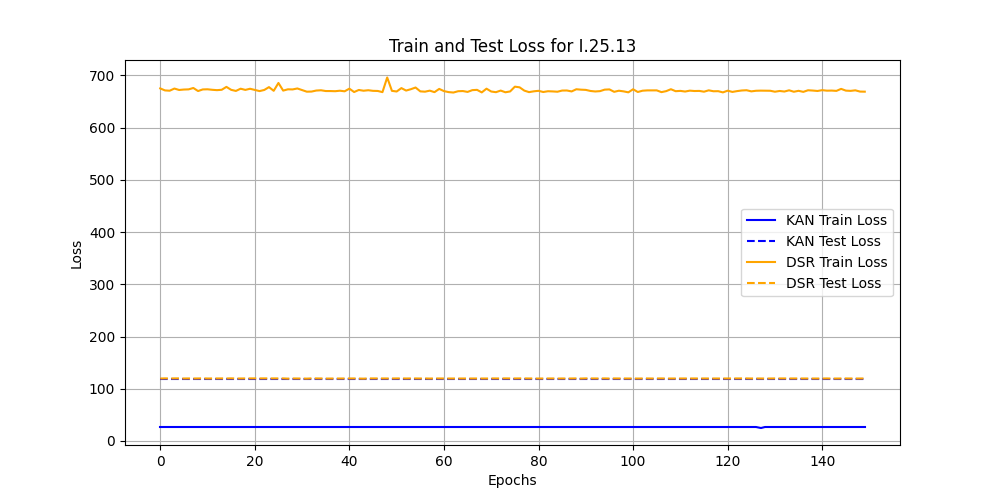 Train and Test Loss for I.25.13
Loss
700
600
500
400
300
200
100
0
KAN Train Loss
KAN Test Loss
DSR Train Loss
DSR Test Loss
0 20 40 60 80 100 120 140
Epochs